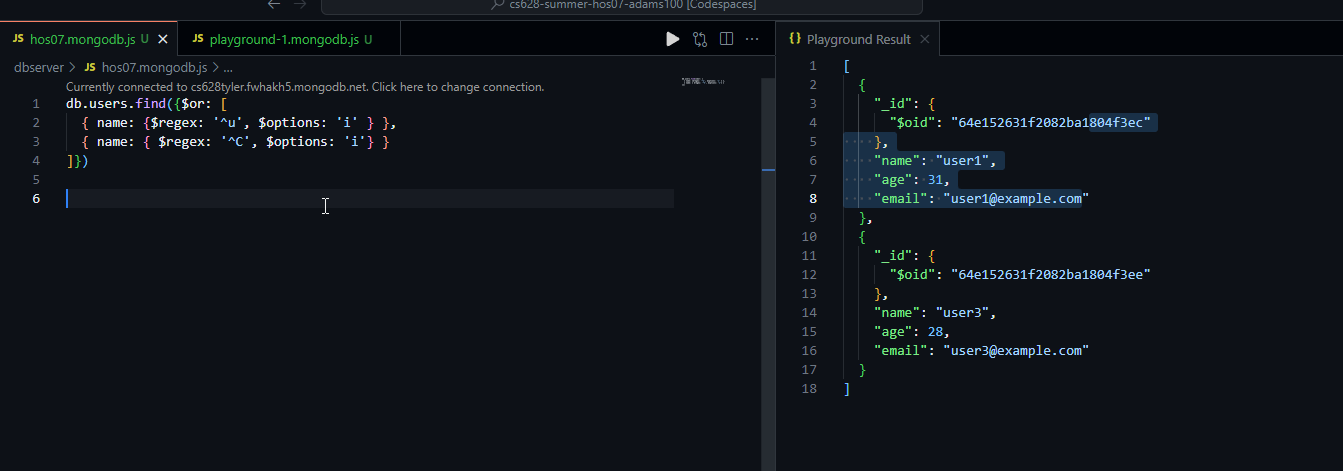 cs628-summer-hos07-adams100 [Codespaces]
JS hos07.mongodb.js U
JS playground-1.mongodb.js U
{} Playground Result
dbserver > JS hos07.mongodb.js > ...
Currently connected to cs628tyler.fwhakh5.mongodb.net. Click here to change connection.
1 db.users.find({$or: [
2   { name: {$regex: '^u', $options: 'i' } },
3   { name: { $regex: '^C', $options: 'i'} }
4 ]})
5
6
1 [
2   {
3     "_id": {
4       "$oid": "64e152631f2082ba1804f3ec"
5     },
6     "name": "user1",
7     "age": 31,
8     "email": "user1@example.com"
9   },
10   {
11     "_id": {
12       "$oid": "64e152631f2082ba1804f3ee"
13     },
14     "name": "user3",
15     "age": 28,
16     "email": "user3@example.com"
17   }
18 ]